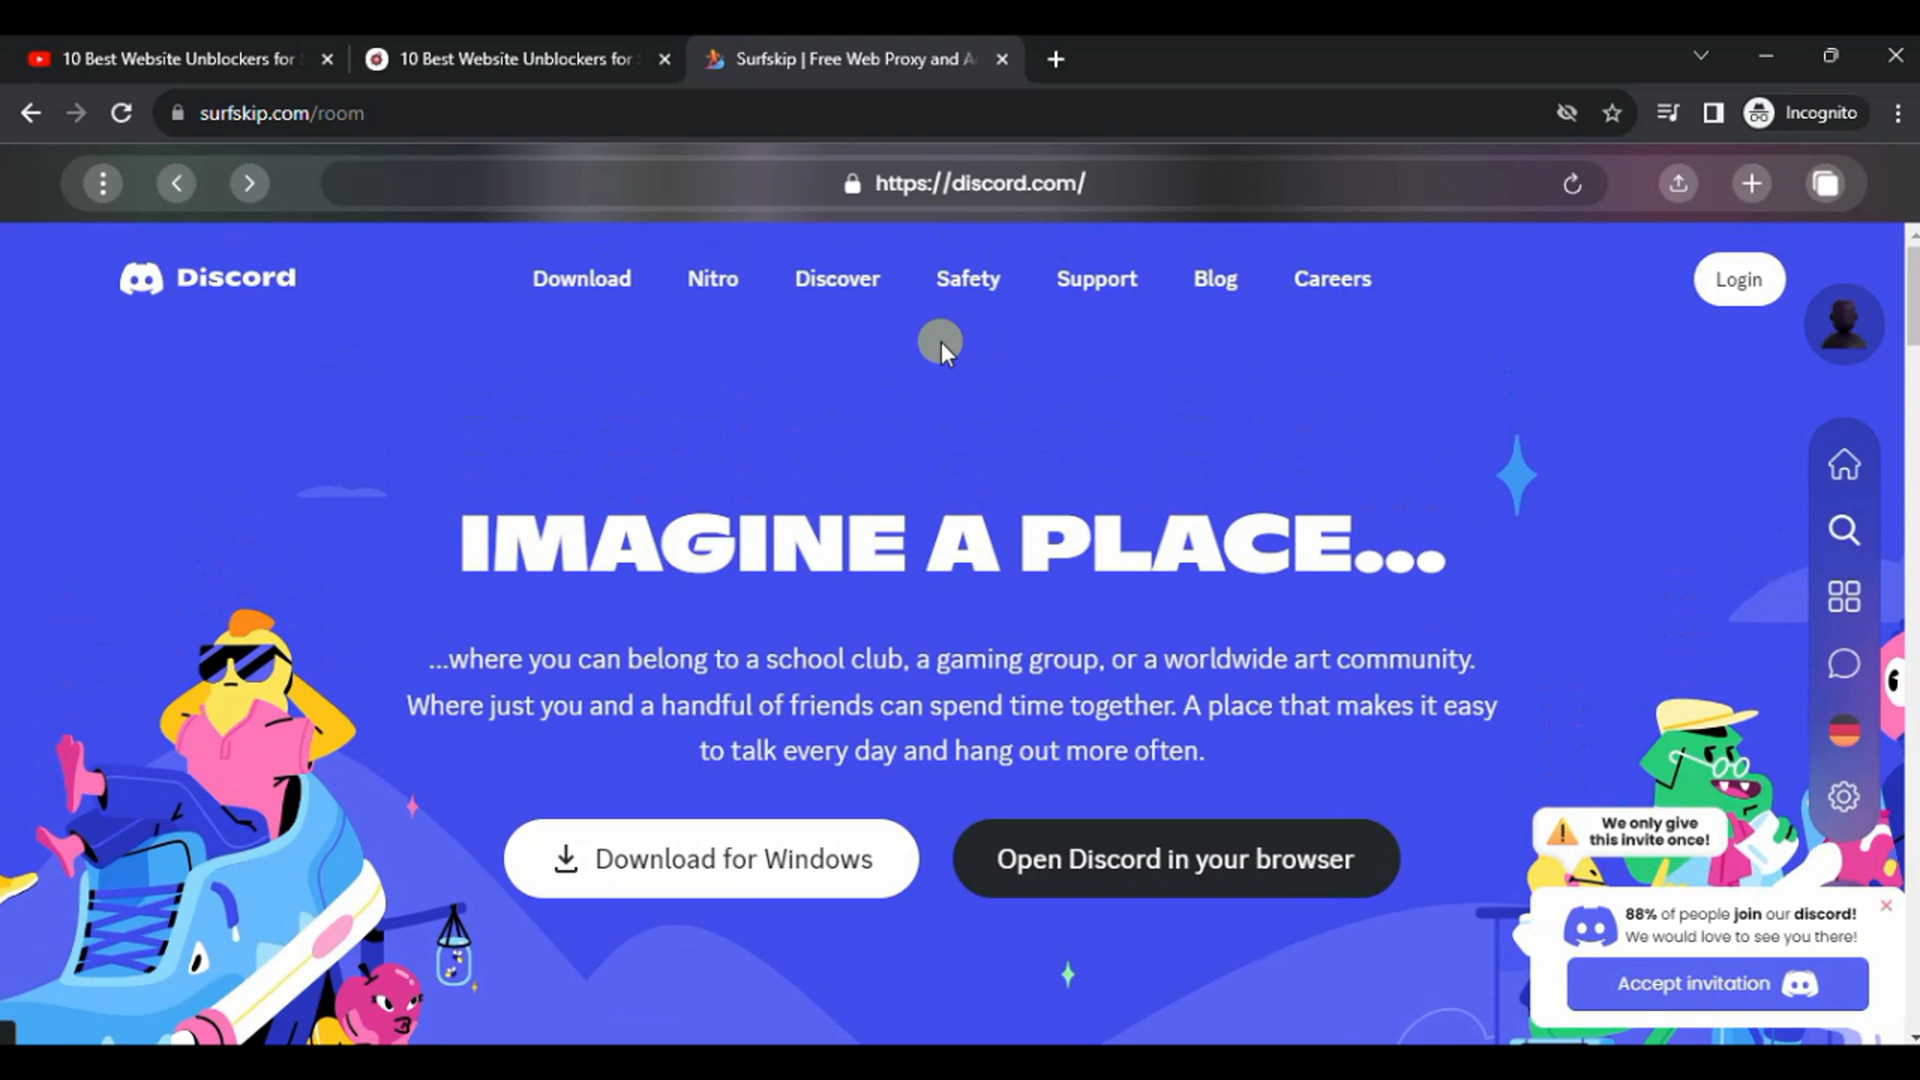 10 Best Website Unblockers for
10 Best Website Unblockers for
Surfskip | Free Web Proxy and A
surfskip.com/room
Incognito
https://discord.com/
Discord
Download
Nitro
Discover
Safety
Support
Blog
Careers
Login
IMAGINE A PLACE...
...where you can belong to a school club, a gaming group, or a worldwide art community.
Where just you and a handful of friends can spend time together. A place that makes it easy
to talk every day and hang out more often.
Download for Windows
Open Discord in your browser
We only give
this invite once!
88% of people join our discord!
We would love to see you there!
Accept invitation